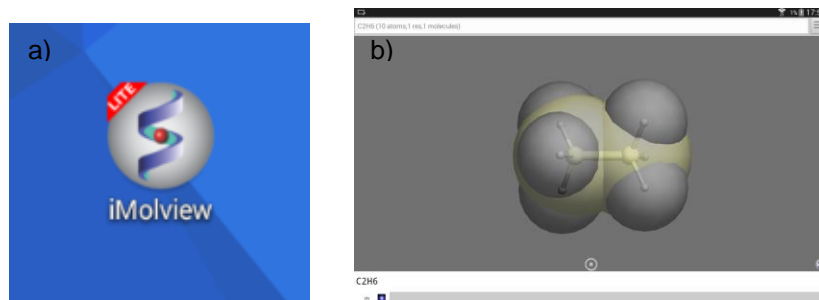 a)
LITE
iMolview
b)
C2H6 (10 atoms,1 res,1 molecules)
C2H6